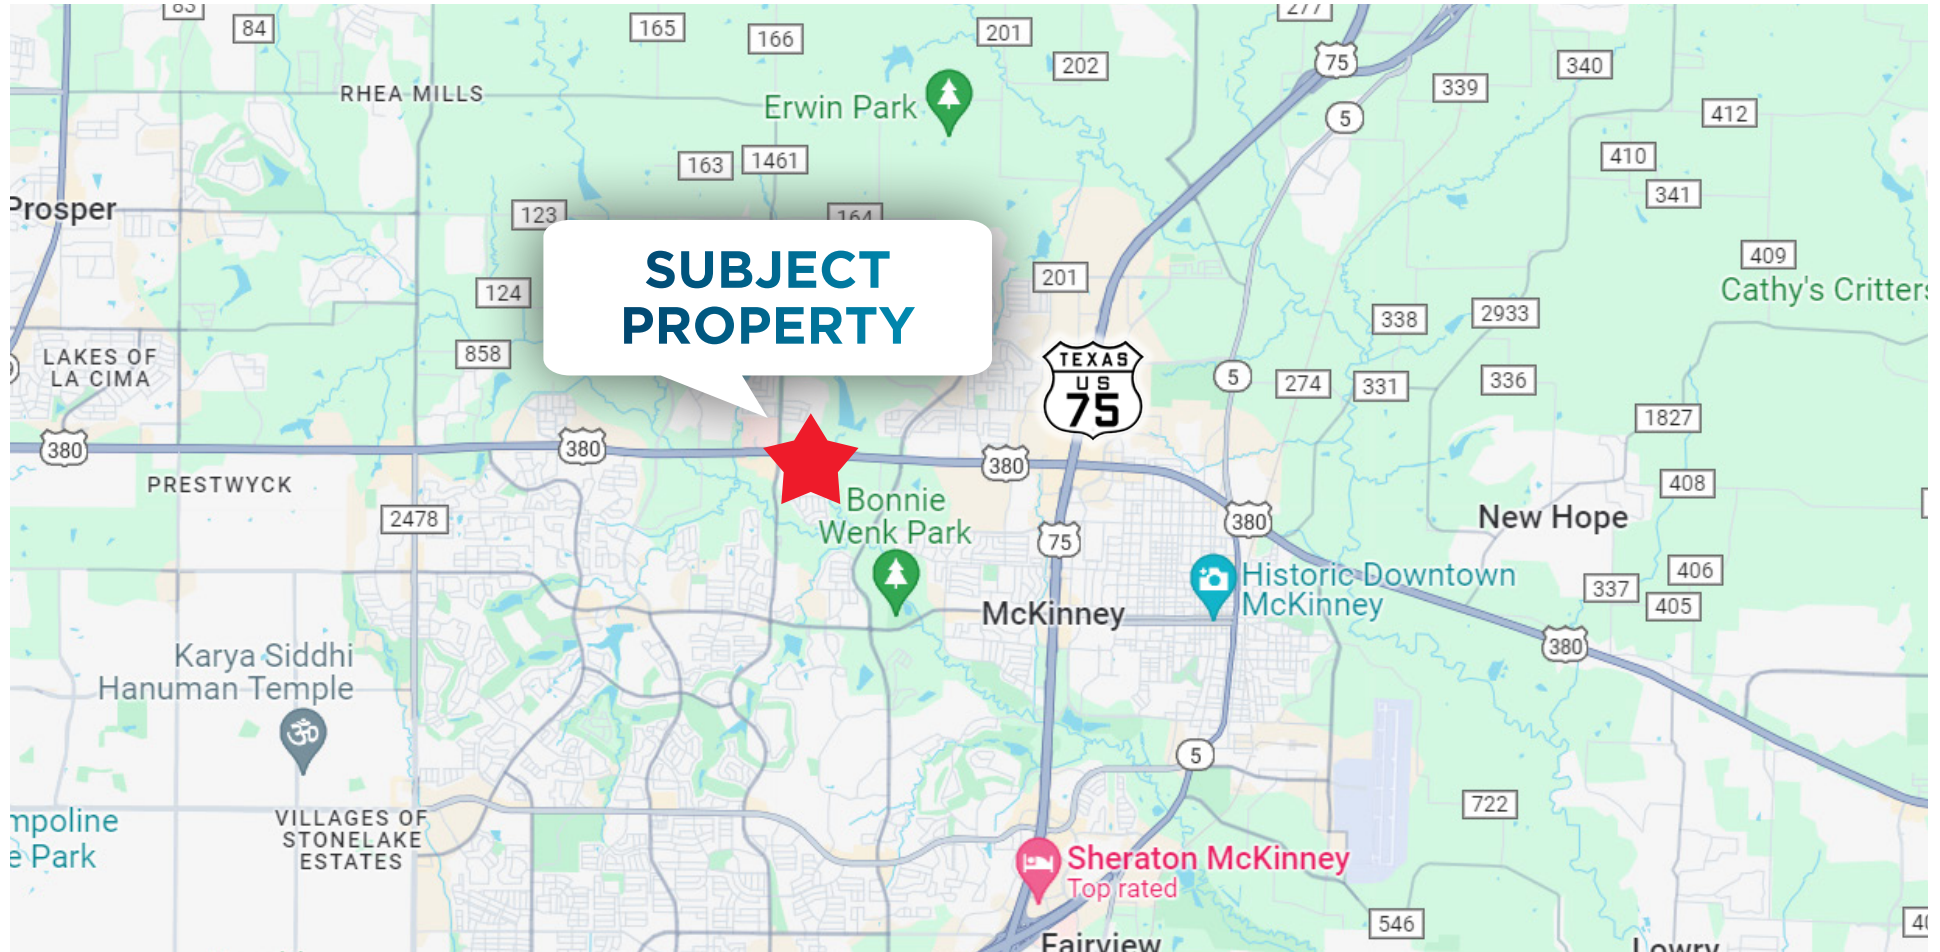 83
84
165
166
201
277
75
202
340
RHEA MILLS
Erwin Park
339
412
5
163
1461
410
341
Prosper
123
164
SUBJECT
PROPERTY
201
409
Cathy's Critters
124
338
2933
858
LAKES OF
LA CIMA
TEXAS
US
75
5
274
331
336
1827
380
380
380
PRESTWYCK
408
2478
Bonnie
Wenk Park
380
New Hope
75
Historic Downtown
McKinney
406
337
405
McKinney
380
Karya Siddhi
Hanuman Temple
ॐ
5
722
VILLAGES OF
STONELAKE
ESTATES
mpoline
e Park
Sheraton McKinney
Top rated
546
40
Fairview
Lowry